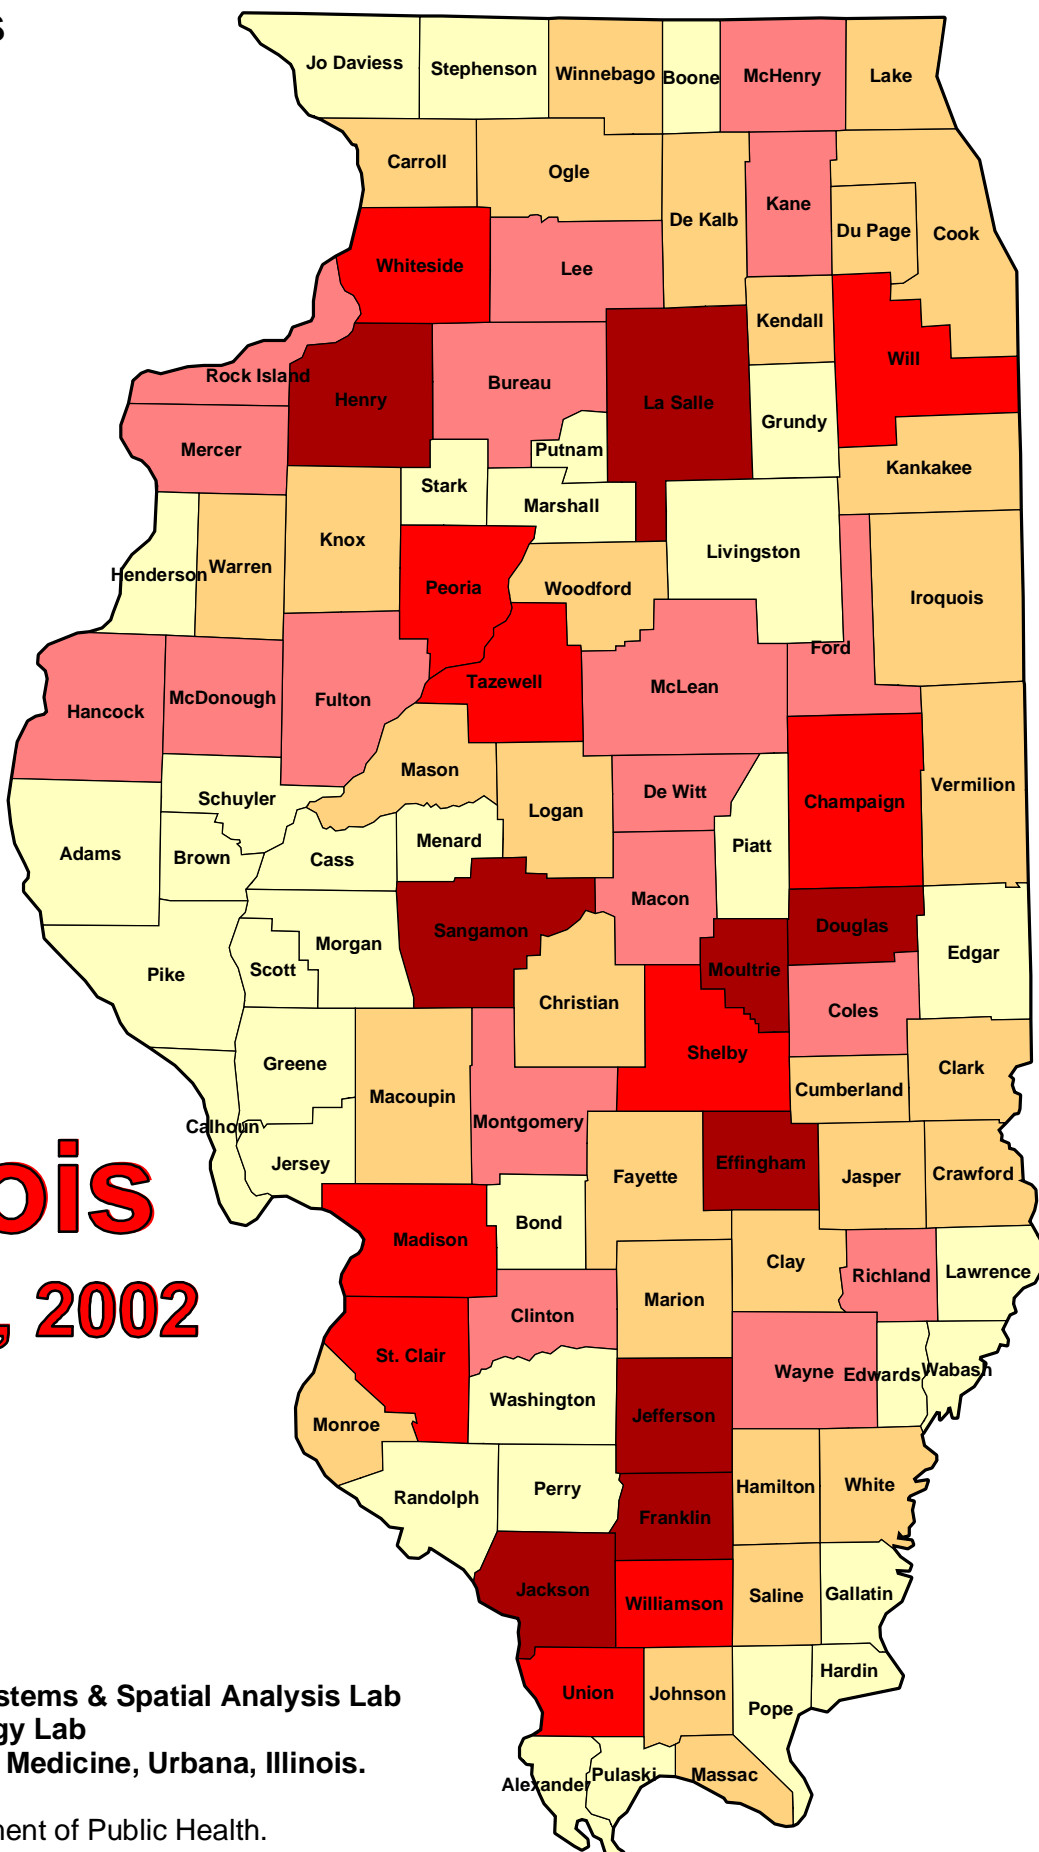 s
Jo Daviess
Stephenson
Winnebago
Boone
McHenry
Lake
Carroll
Ogle
De Kalb
Kane
Du Page
Cook
Whiteside
Lee
Kendall
Will
Rock Island
Henry
Bureau
La Salle
Grundy
Mercer
Putnam
Kankakee
Stark
Marshall
Knox
Livingston
Henderson
Warren
Peoria
Woodford
Iroquois
Ford
Hancock
McDonough
Fulton
Tazewell
McLean
Mason
Schuyler
Logan
De Witt
Champaign
Vermilion
Adams
Brown
Cass
Menard
Piatt
Macon
Sangamon
Douglas
Edgar
Pike
Scott
Morgan
Christian
Moultrie
Coles
Greene
Shelby
Macoupin
Cumberland
Clark
Calhoun
Montgomery
Jersey
Fayette
Effingham
Jasper
Crawford
ois
Madison
Bond
Clay
Richland
Lawrence
, 2002
Clinton
Marion
St. Clair
Wayne
Edwards
Wabash
Washington
Monroe
Jefferson
Randolph
Perry
Hamilton
White
Franklin
Jackson
Williamson
Saline
Gallatin
Hardin
Union
Johnson
Pope
stems & Spatial Analysis Lab
gy Lab
Medicine, Urbana, Illinois.
Alexander
Pulaski
Massac
nent of Public Health.